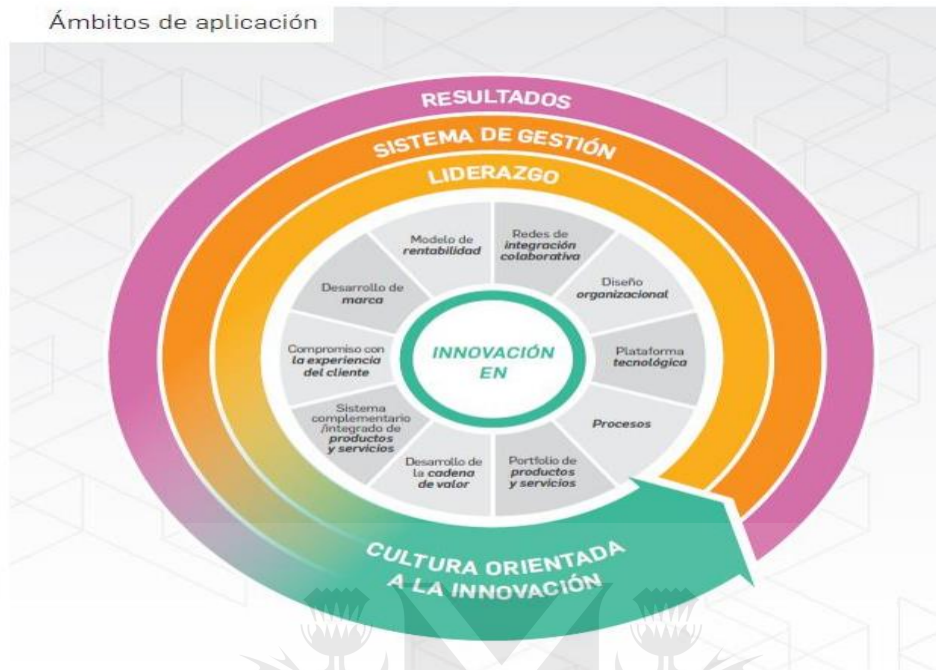 Ámbitos de aplicación
RESULTADOS
SISTEMA DE GESTIÓN
LIDERAZGO
Modelo de
rentabilidad
Redes de
integración
colaborativa
Diseño
organizacional
Plataforma
tecnológica
Procesos
Portfolio de
productos
y servicios
Desarrollo de
la cadena
de valor
Sistema
complementario
/integrado de
productos
y servicios
Compromiso con
la experiencia
del cliente
Desarrollo de
marca
INNOVACIÓN
EN
CULTURA ORIENTADA
A LA INNOVACIÓN